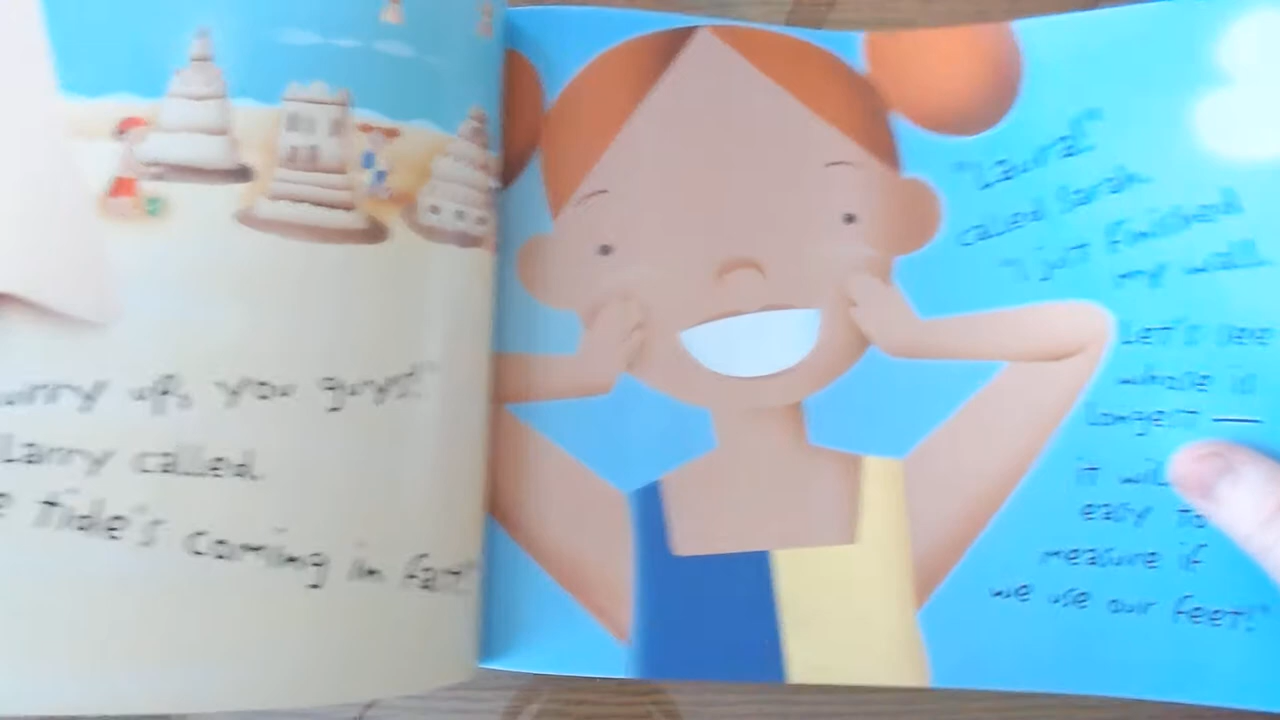 urry up, you guys!"
Larry called.
e tide's coming in fast
"Laura!"
called Sarah.
"I just finished
my wall.
Let's see
whose is
longest —
it wil
easy to
measure if
we use our feet!"